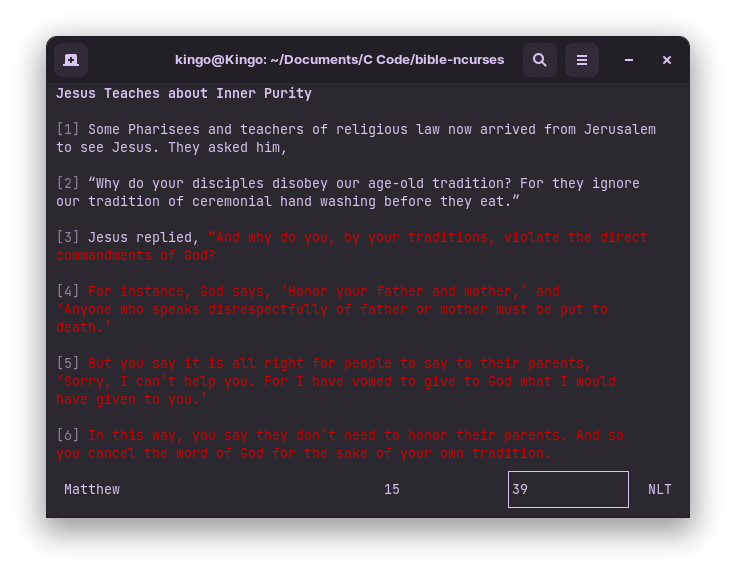 kingo@Kingo: ~/Documents/C Code/bible-ncurses
Jesus Teaches about Inner Purity
[1] Some Pharisees and teachers of religious law now arrived from Jerusalem
to see Jesus. They asked him,
[2] “Why do your disciples disobey our age-old tradition? For they ignore
our tradition of ceremonial hand washing before they eat.”
[3] Jesus replied, “And why do you, by your traditions, violate the direct
commandments of God?
[4] For instance, God says, ‘Honor your father and mother,’ and
‘Anyone who speaks disrespectfully of father or mother must be put to
death.’
[5] But you say it is all right for people to say to their parents,
‘Sorry, I can’t help you. For I have vowed to give to God what I would
have given to you.’
[6] In this way, you say they don’t need to honor their parents. And so
you cancel the word of God for the sake of your own tradition.
Matthew 15 39 NLT